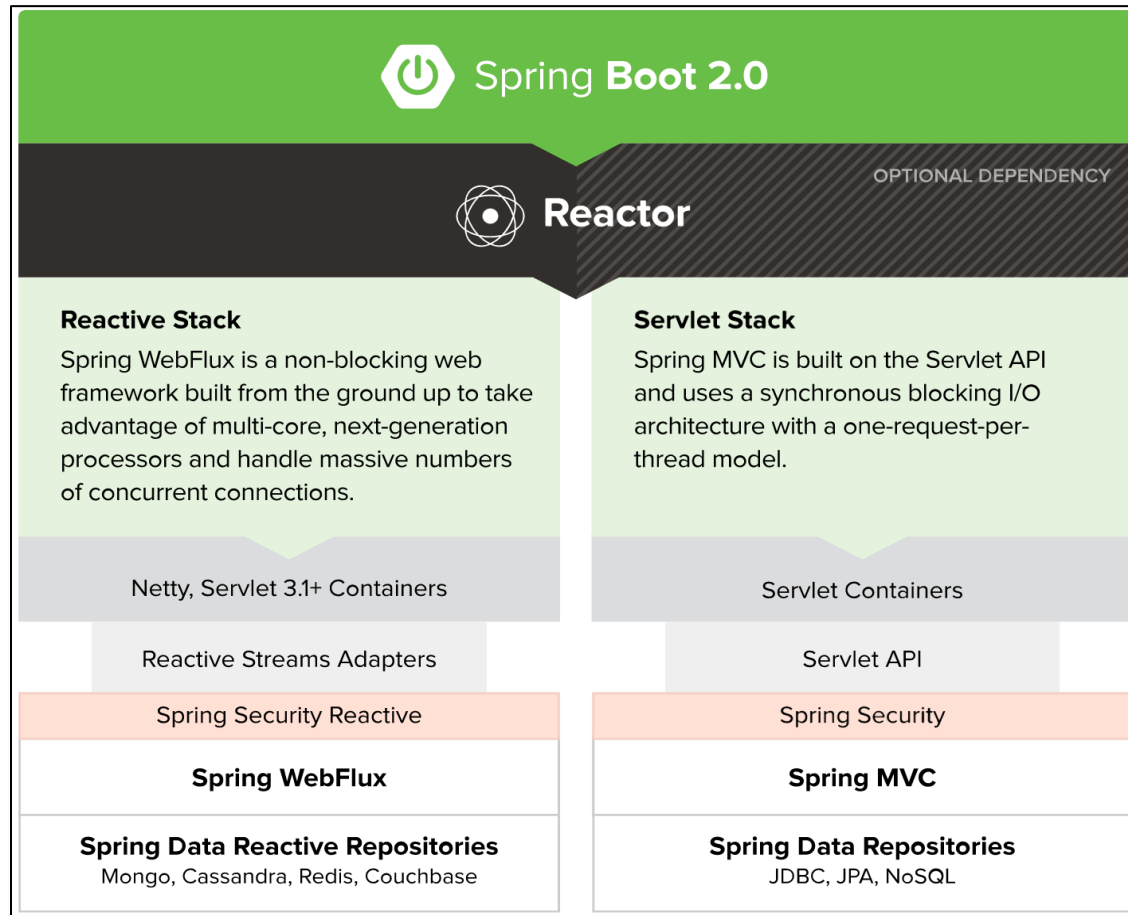 Spring Boot 2.0
OPTIONAL DEPENDENCY
Reactor
Reactive Stack
Spring WebFlux is a non-blocking web
framework built from the ground up to take
advantage of multi-core, next-generation
processors and handle massive numbers
of concurrent connections.
Netty, Servlet 3.1+ Containers
Reactive Streams Adapters
Spring Security Reactive
Spring WebFlux
Spring Data Reactive Repositories
Mongo, Cassandra, Redis, Couchbase
Servlet Stack
Spring MVC is built on the Servlet API
and uses a synchronous blocking I/O
architecture with a one-request-per-
thread model.
Servlet Containers
Servlet API
Spring Security
Spring MVC
Spring Data Repositories
JDBC, JPA, NoSQL